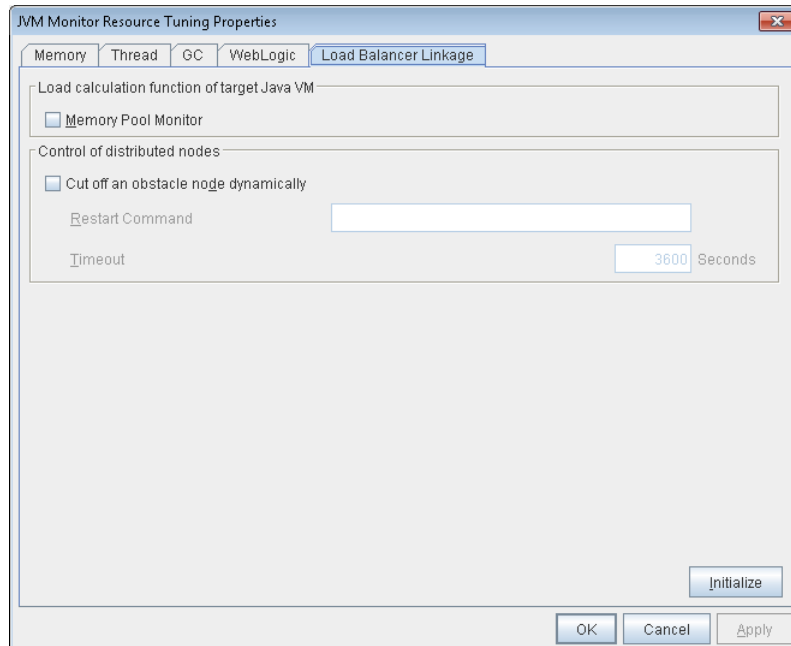 JVM Monitor Resource Tuning Properties
Memory Thread GC WebLogic Load Balancer Linkage
Load calculation function of target Java VM
Memory Pool Monitor
Control of distributed nodes
Cut off an obstacle node dynamically
Restart Command
Timeout 3600 Seconds
Initialize
OK Cancel Apply